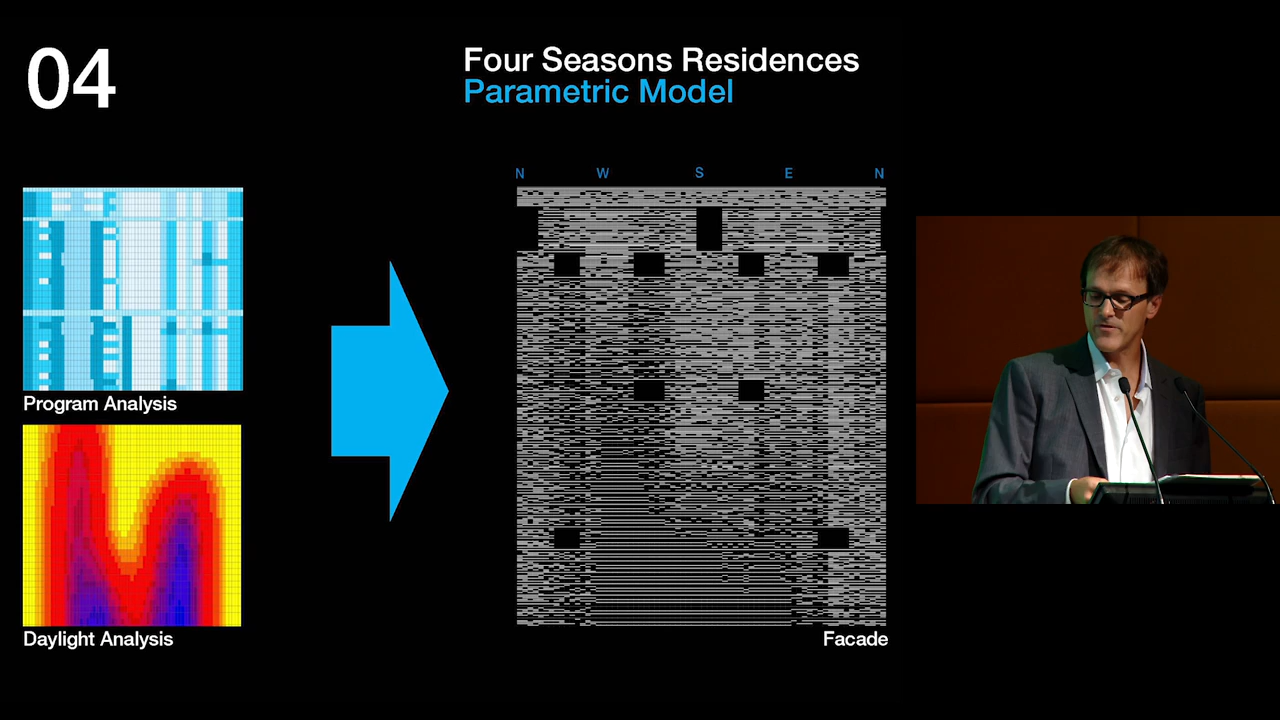 04
Four Seasons Residences
Parametric Model
N W S E N
Program Analysis
Daylight Analysis
Facade